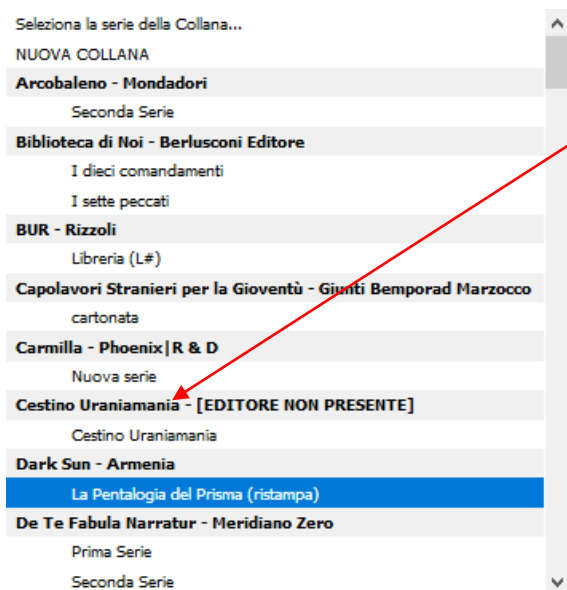 Seleziona la serie della Collana...
NUOVA COLLANA
Arcobaleno - Mondadori
Seconda Serie
Biblioteca di Noi - Berlusconi Editore
I dieci comandamenti
I sette peccati
BUR - Rizzoli
Libreria (L#)
Capolavori Stranieri per la Gioventù - Giunti Bemporad Marzocco
cartonata
Carmilla - Phoenix|R & D
Nuova serie
Cestino Uraniamania - [EDITORE NON PRESENTE]
Cestino Uraniamania
Dark Sun - Armenia
La Pentalogia del Prisma (ristampa)
De Te Fabula Narratur - Meridiano Zero
Prima Serie
Seconda Serie